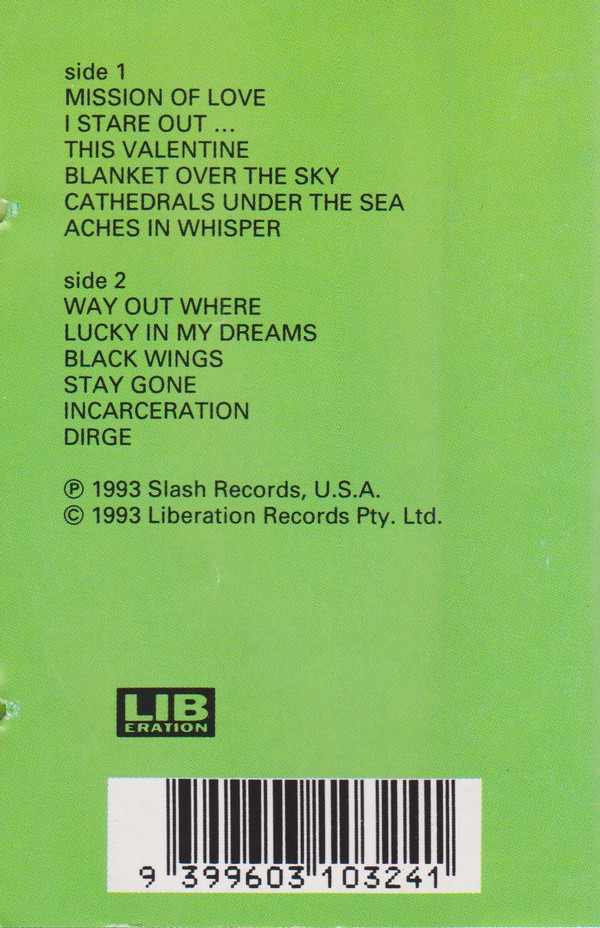 side 1
MISSION OF LOVE
I STARE OUT ...
THIS VALENTINE
BLANKET OVER THE SKY
CATHEDRALS UNDER THE SEA
ACHES IN WHISPER
side 2
WAY OUT WHERE
LUCKY IN MY DREAMS
BLACK WINGS
STAY GONE
INCARCERATION
DIRGE
℗ 1993 Slash Records, U.S.A.
© 1993 Liberation Records Pty. Ltd.
LIB
ERATION
9 399603 103241